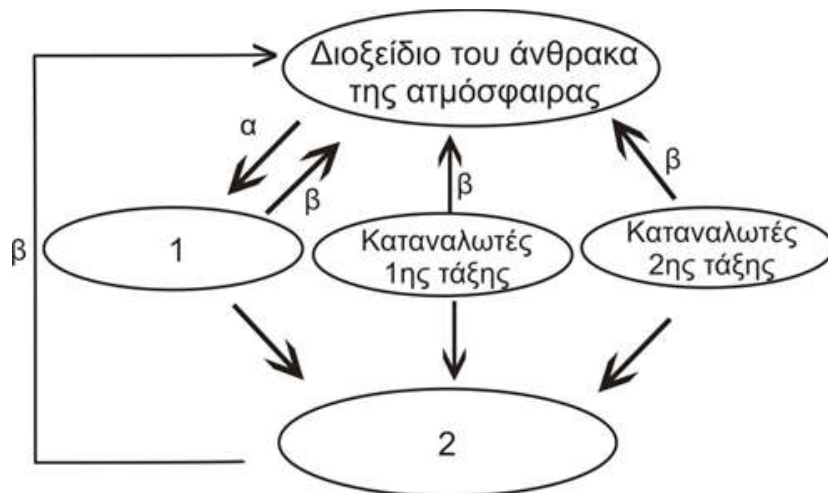 Διοξείδιο του άνθρακα
της ατμόσφαιρας
α
β
β
β
β
1
Καταναλωτές
1ης τάξης
Καταναλωτές
2ης τάξης
2